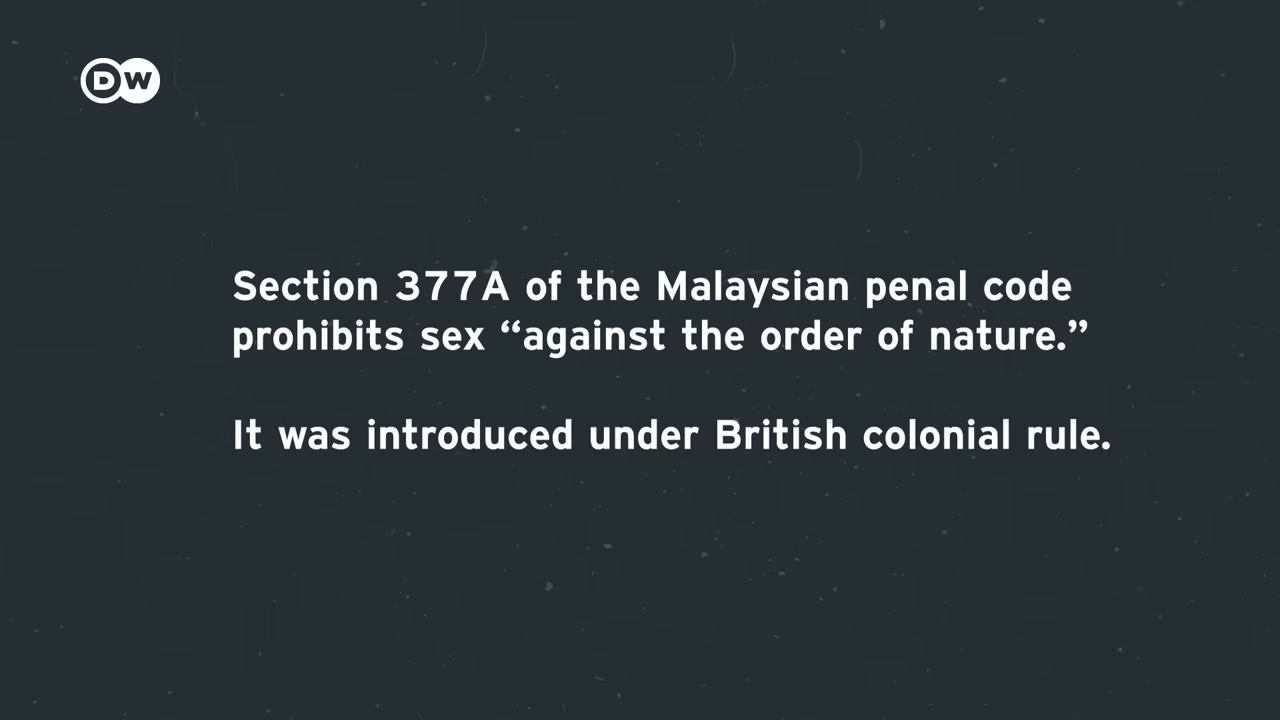 DW
Section 377A of the Malaysian penal code
prohibits sex “against the order of nature.”
It was introduced under British colonial rule.